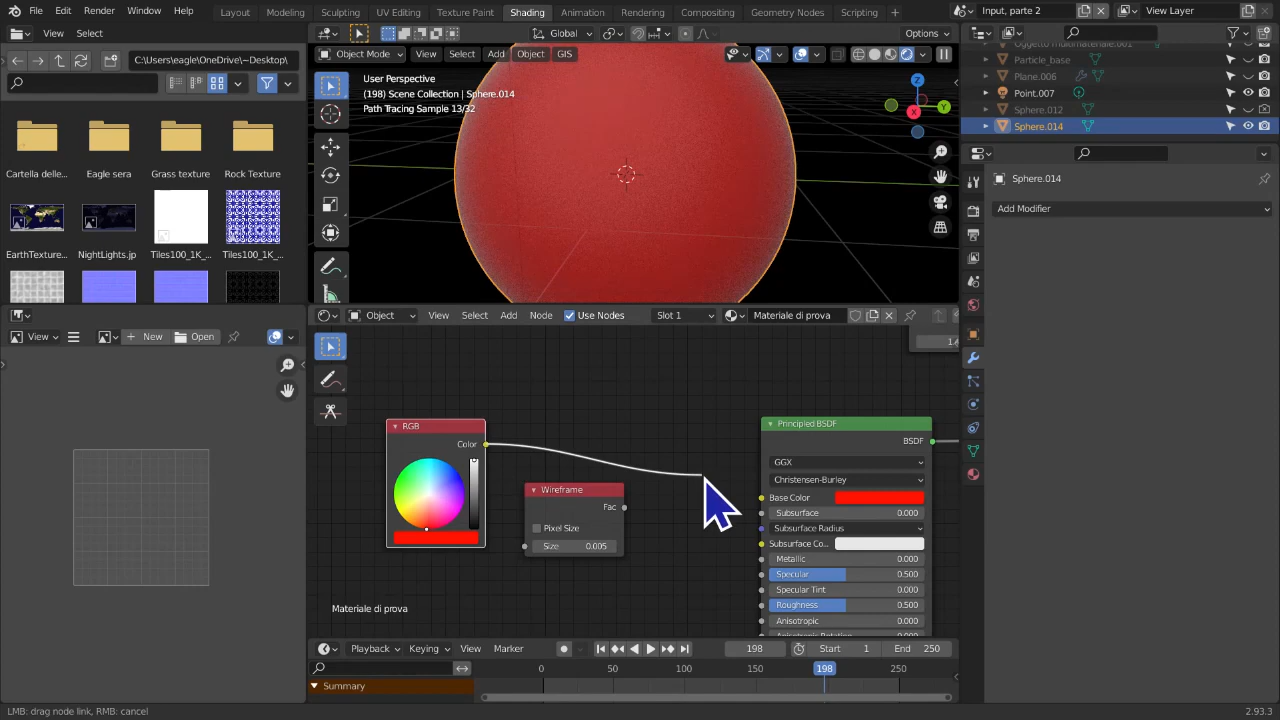 File Edit Render Window Help Layout Modeling Sculpting UV Editing Texture Paint Shading Animation Rendering Compositing Geometry Nodes Scripting Input, parte 2 View Layer
View Select
Global
Options
C:\Users\eagle\OneDrive\~Desktop\
Object Mode View Select Add Object GIS
User Perspective
(198) Scene Collection | Sphere.014
Path Tracing Sample 13/32
Z
Y
X
Cartella delle...
Eagle sera
Grass texture
Rock Texture
EarthTexture...
NightLights.jp
Tiles100_1K_...
Tiles100_1K_...
Oggetto multimateriale.001
Particle_base
Plane.006
Point.007
Sphere.012
Sphere.014
Sphere.014
Add Modifier
View
New
Open
Object View Select Add Node Use Nodes Slot 1 Materiale di prova
RGB
Color
Wireframe
Fac
Pixel Size
Size 0.005
Principled BSDF
BSDF
GGX
Christensen-Burley
Base Color
Subsurface 0.000
Subsurface Radius
Subsurface Co...
Metallic 0.000
Specular 0.500
Specular Tint 0.000
Roughness 0.500
Anisotropic 0.000
Anisotropic Rotation 0.000
Materiale di prova
Playback Keying View Marker 198 Start 1 End 250
0 50 100 150 198 250
Summary
LMB: drag node link, RMB: cancel
2.93.3